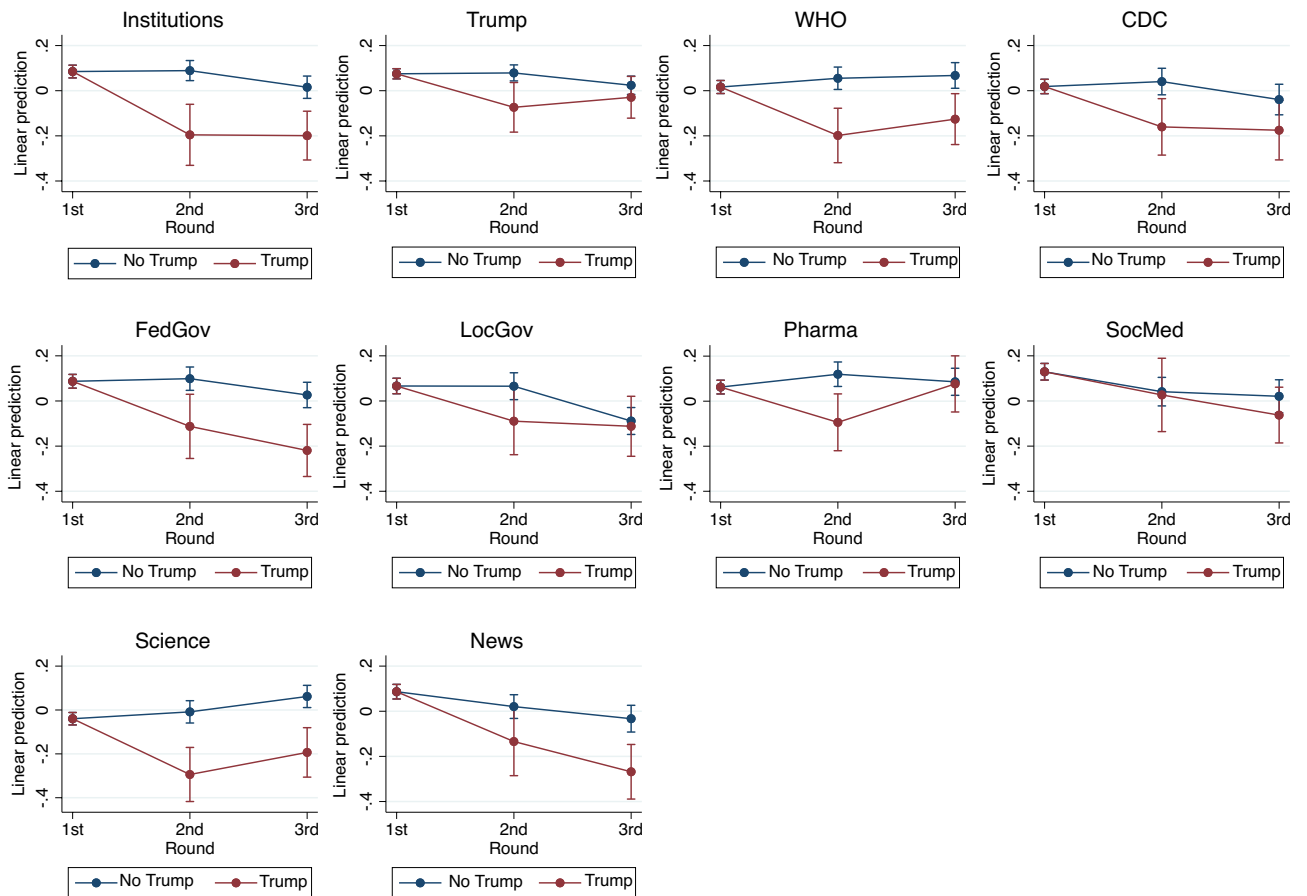 Institutions
Linear prediction
.2
0
-.2
-.4
1st 2nd 3rd
Round
No Trump Trump
Trump
Linear prediction
.2
0
-.2
-.4
1st 2nd 3rd
Round
No Trump Trump
WHO
Linear prediction
.2
0
-.2
-.4
1st 2nd 3rd
Round
No Trump Trump
CDC
Linear prediction
.2
0
-.2
-.4
1st 2nd 3rd
Round
No Trump Trump
FedGov
Linear prediction
.2
0
-.2
-.4
1st 2nd 3rd
Round
No Trump Trump
LocGov
Linear prediction
.2
0
-.2
-.4
1st 2nd 3rd
Round
No Trump Trump
Pharma
Linear prediction
.2
0
-.2
-.4
1st 2nd 3rd
Round
No Trump Trump
SocMed
Linear prediction
.2
0
-.2
-.4
1st 2nd 3rd
Round
No Trump Trump
Science
Linear prediction
.2
0
-.2
-.4
1st 2nd 3rd
Round
No Trump Trump
News
Linear prediction
.2
0
-.2
-.4
1st 2nd 3rd
Round
No Trump Trump